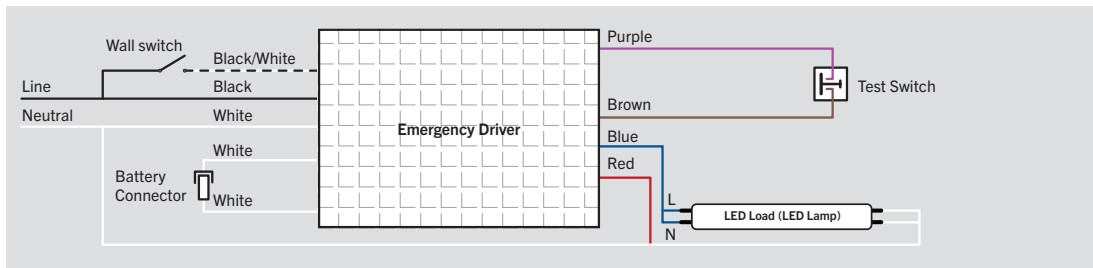 Wall switch
Black/White
Line
Black
Neutral
White
White
Battery
Connector
White
Emergency Driver
Purple
Test Switch
Brown
Blue
Red
L
LED Load (LED Lamp)
N